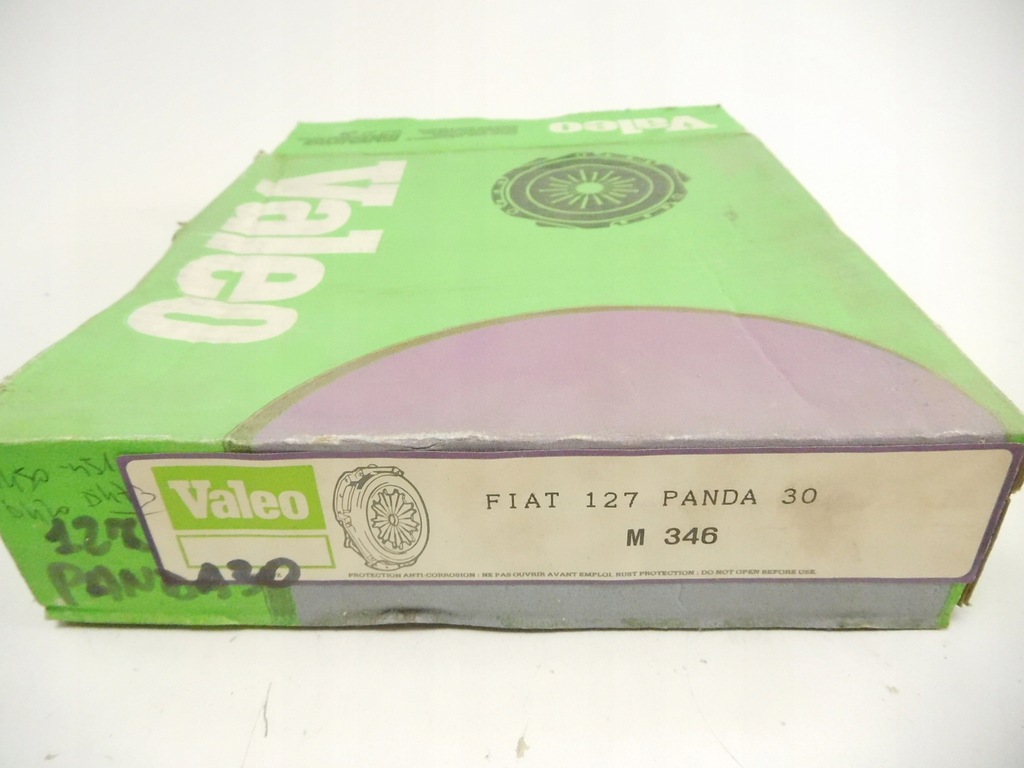 Valeo
Valeo
Valeo
FIAT 127 PANDA 30
M 346
PROTECTION ANTI-CORROSION : NE PAS OUVRIR AVANT EMPLOI. RUST PROTECTION : DO NOT OPEN BEFORE USE.
127
PANDA30